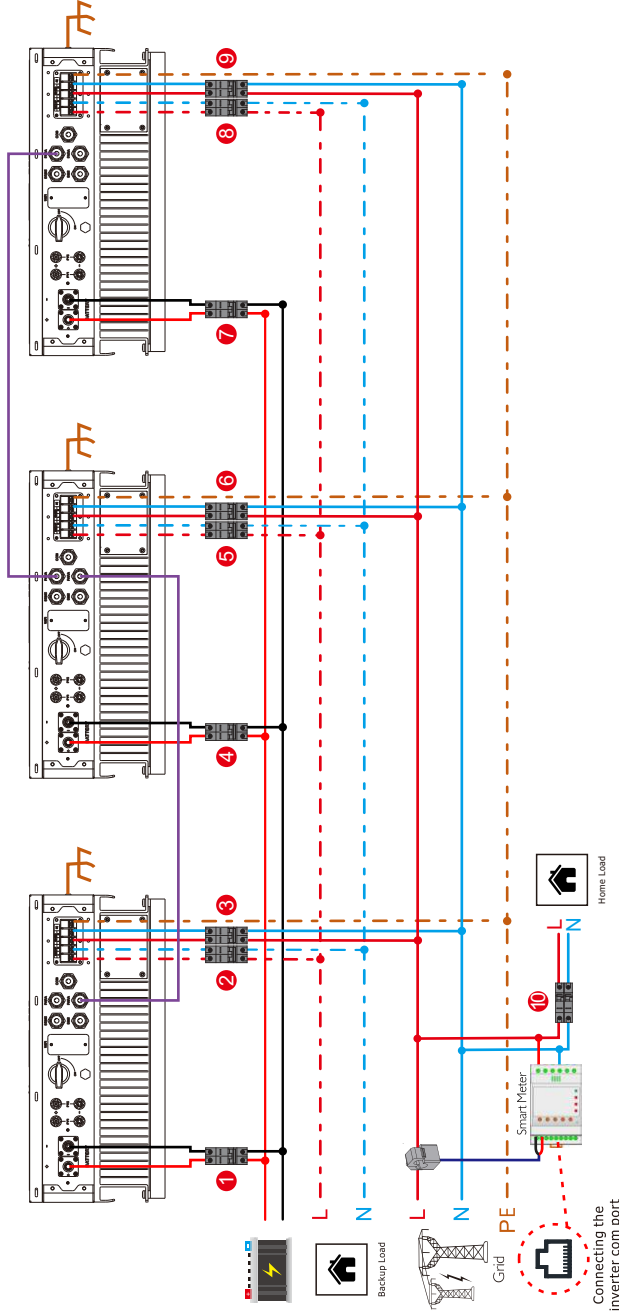 1
2
3
4
5
6
7
8
9
10
L
N
L
N
PE
Backup Load
Grid
Smart Meter
L
N
Home Load
Connecting the
inverter com port